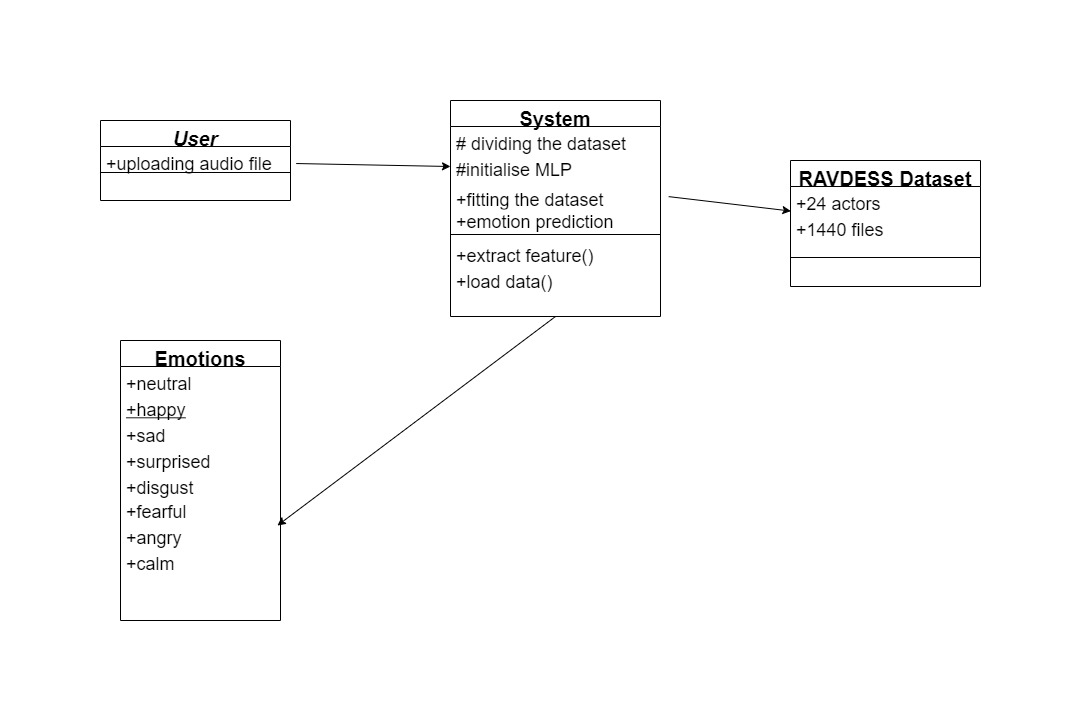 User
+uploading audio file
System
# dividing the dataset
#initialise MLP
+fitting the dataset
+emotion prediction
+extract feature()
+load data()
RAVDESS Dataset
+24 actors
+1440 files
Emotions
+neutral
+happy
+sad
+surprised
+disgust
+fearful
+angry
+calm